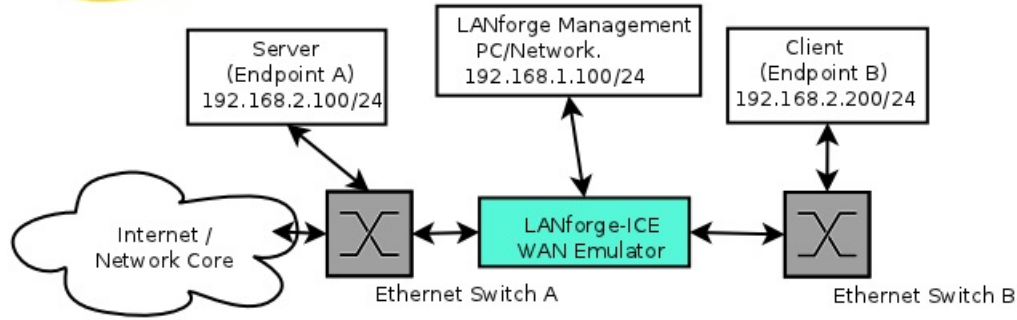 Server
(Endpoint A)
192.168.2.100/24
LANforge Management
PC/Network.
192.168.1.100/24
Client
(Endpoint B)
192.168.2.200/24
Internet /
Network Core
LANforge-ICE
WAN Emulator
Ethernet Switch A
Ethernet Switch B